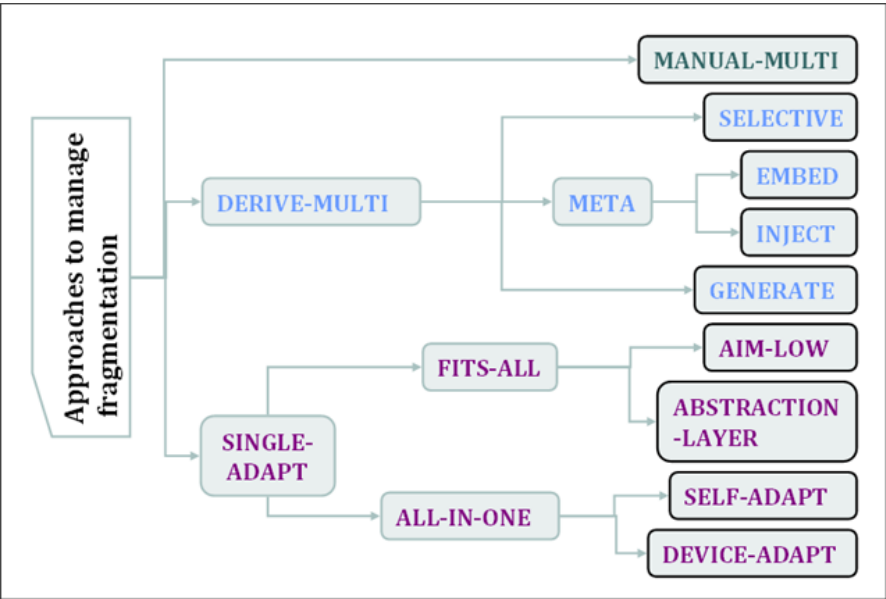 Approaches to manage
fragmentation
MANUAL-MULTI
DERIVE-MULTI
SELECTIVE
META
EMBED
INJECT
GENERATE
SINGLE-
ADAPT
FITS-ALL
AIM-LOW
ABSTRACTION
-LAYER
ALL-IN-ONE
SELF-ADAPT
DEVICE-ADAPT